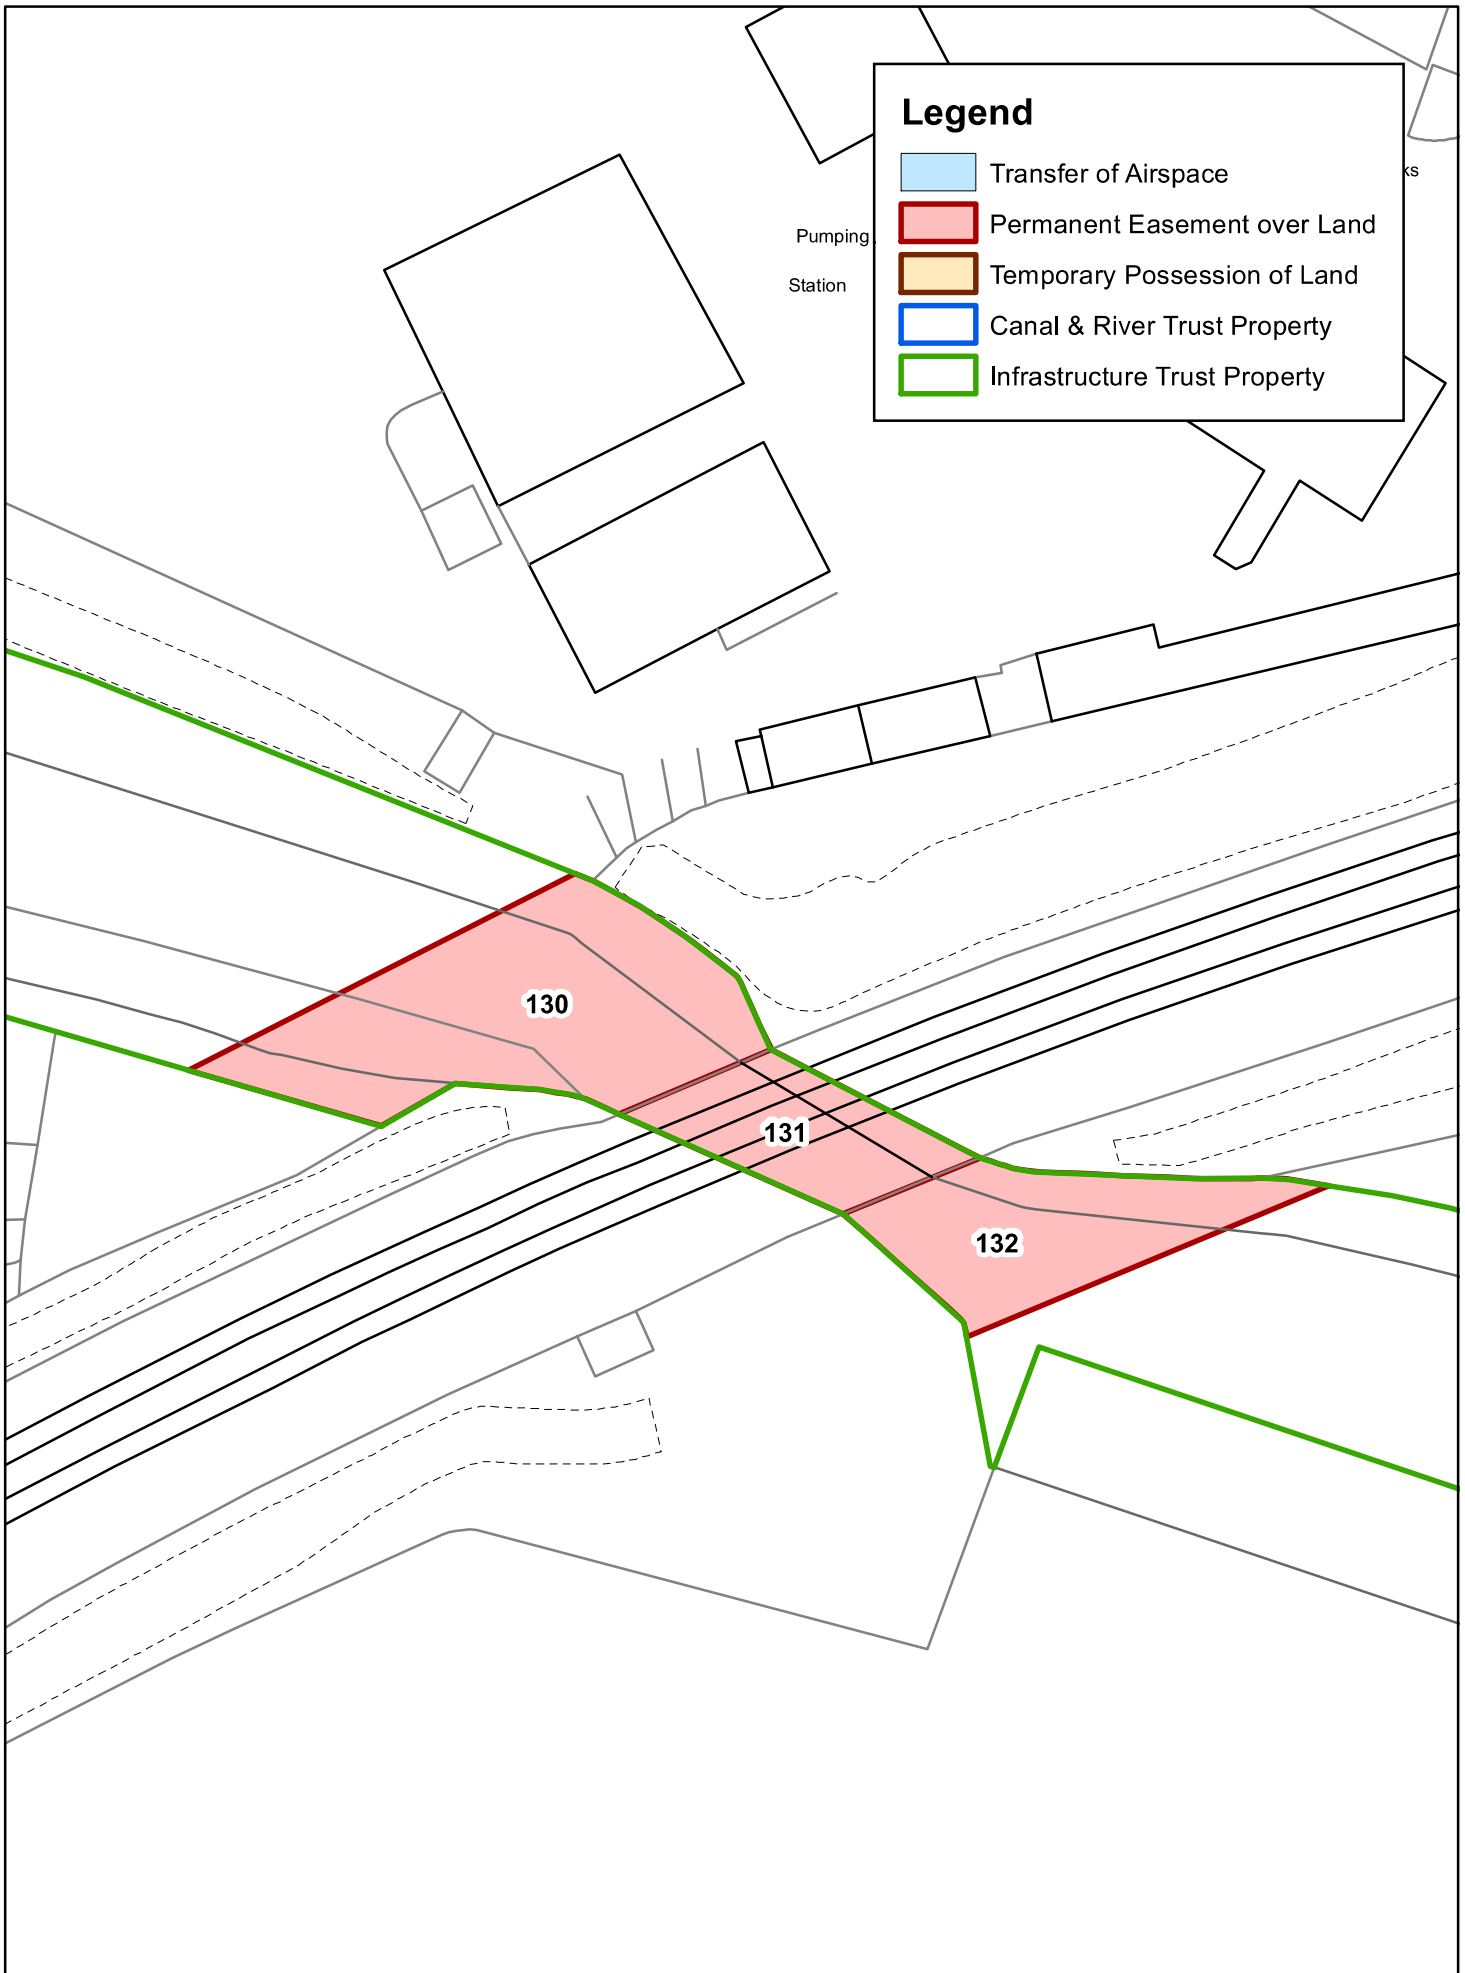 Legend
Transfer of Airspace
Permanent Easement over Land
Temporary Possession of Land
Canal & River Trust Property
Infrastructure Trust Property
Pumping
Station
130
131
132